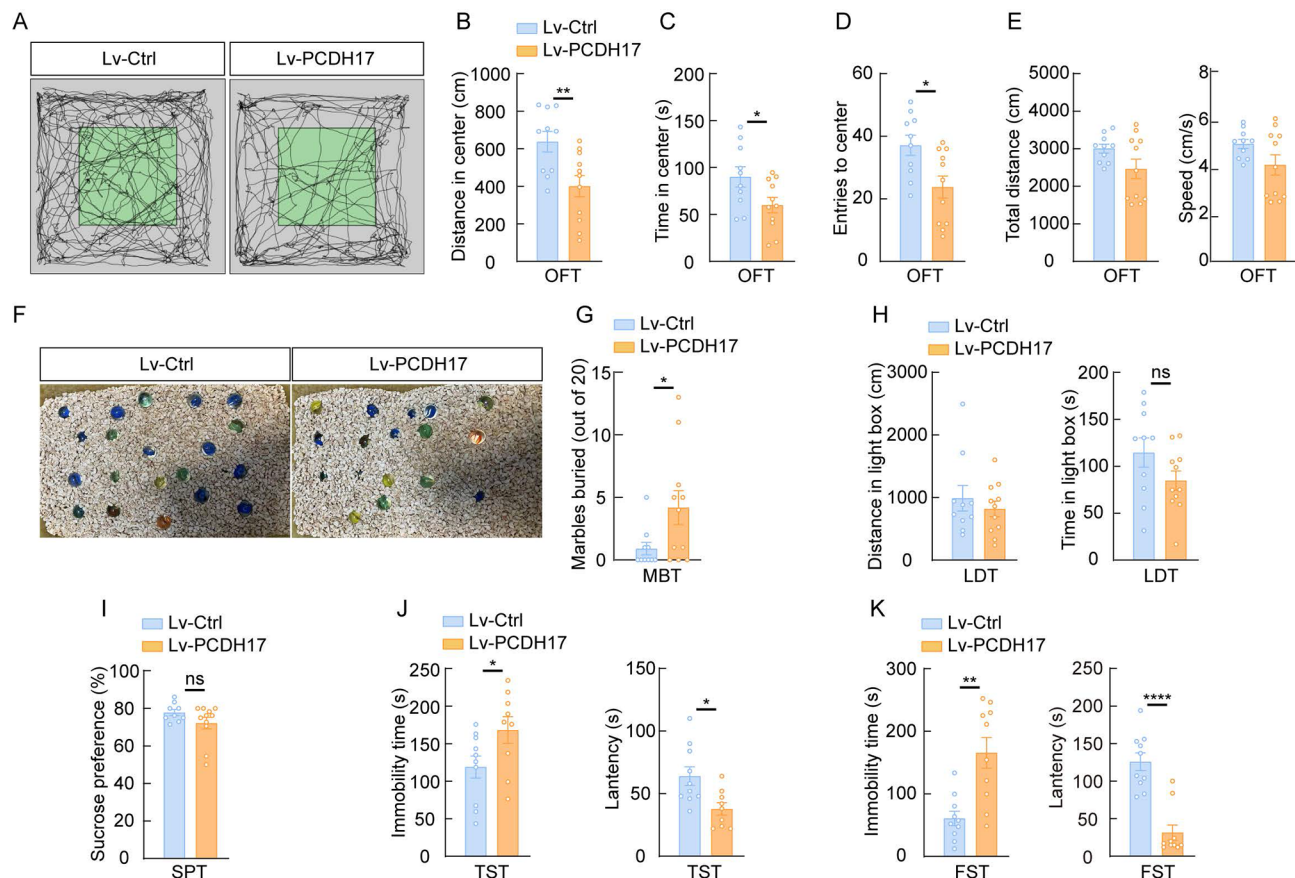 A
Lv-Ctrl
Lv-PCDH17
B
Lv-Ctrl
Lv-PCDH17
Distance in center (cm)
1000
800
600
400
200
0
**
OFT
C
Time in center (s)
200
150
100
50
0
*
OFT
D
Entries to center
60
40
20
0
*
OFT
E
Total distance (cm)
5000
4000
3000
2000
1000
0
OFT
Speed (cm/s)
8
6
4
2
0
OFT
F
Lv-Ctrl
Lv-PCDH17
G
Lv-Ctrl
Lv-PCDH17
Marbles buried (out of 20)
15
10
5
0
*
MBT
H
Lv-Ctrl
Lv-PCDH17
Distance in light box (cm)
3000
2000
1000
0
LDT
Time in light box (s)
200
150
100
50
0
ns
LDT
I
Lv-Ctrl
Lv-PCDH17
Sucrose preference (%)
100
80
60
40
20
0
ns
SPT
J
Lv-Ctrl
Lv-PCDH17
Immobility time (s)
250
200
150
100
50
0
*
TST
Lantency (s)
150
100
50
0
*
TST
K
Lv-Ctrl
Lv-PCDH17
Immobility time (s)
300
200
100
0
**
FST
Lantency (s)
250
200
150
100
50
0
****
FST